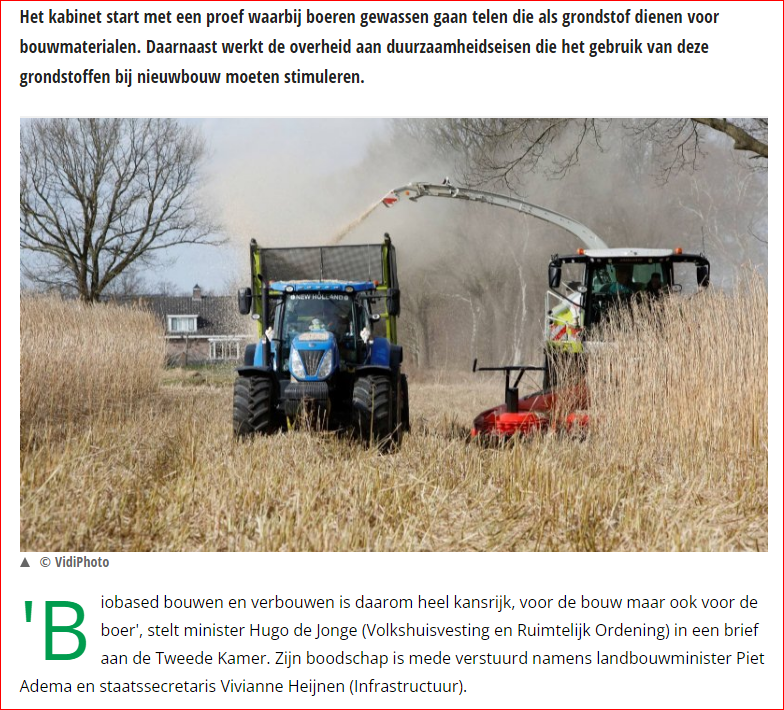 Het kabinet start met een proef waarbij boeren gewassen gaan telen die als grondstof dienen voor
bouwmaterialen. Daarnaast werkt de overheid aan duurzaamheidseisen die het gebruik van deze
grondstoffen bij nieuwbouw moeten stimuleren.
NEW HOLLAND
▲ © VidiPhoto
'Biobased bouwen en verbouwen is daarom heel kansrijk, voor de bouw maar ook voor de
boer', stelt minister Hugo de Jonge (Volkshuisvesting en Ruimtelijk Ordening) in een brief
aan de Tweede Kamer. Zijn boodschap is mede verstuurd namens landbouwminister Piet
Adema en staatssecretaris Vivianne Heijnen (Infrastructuur).